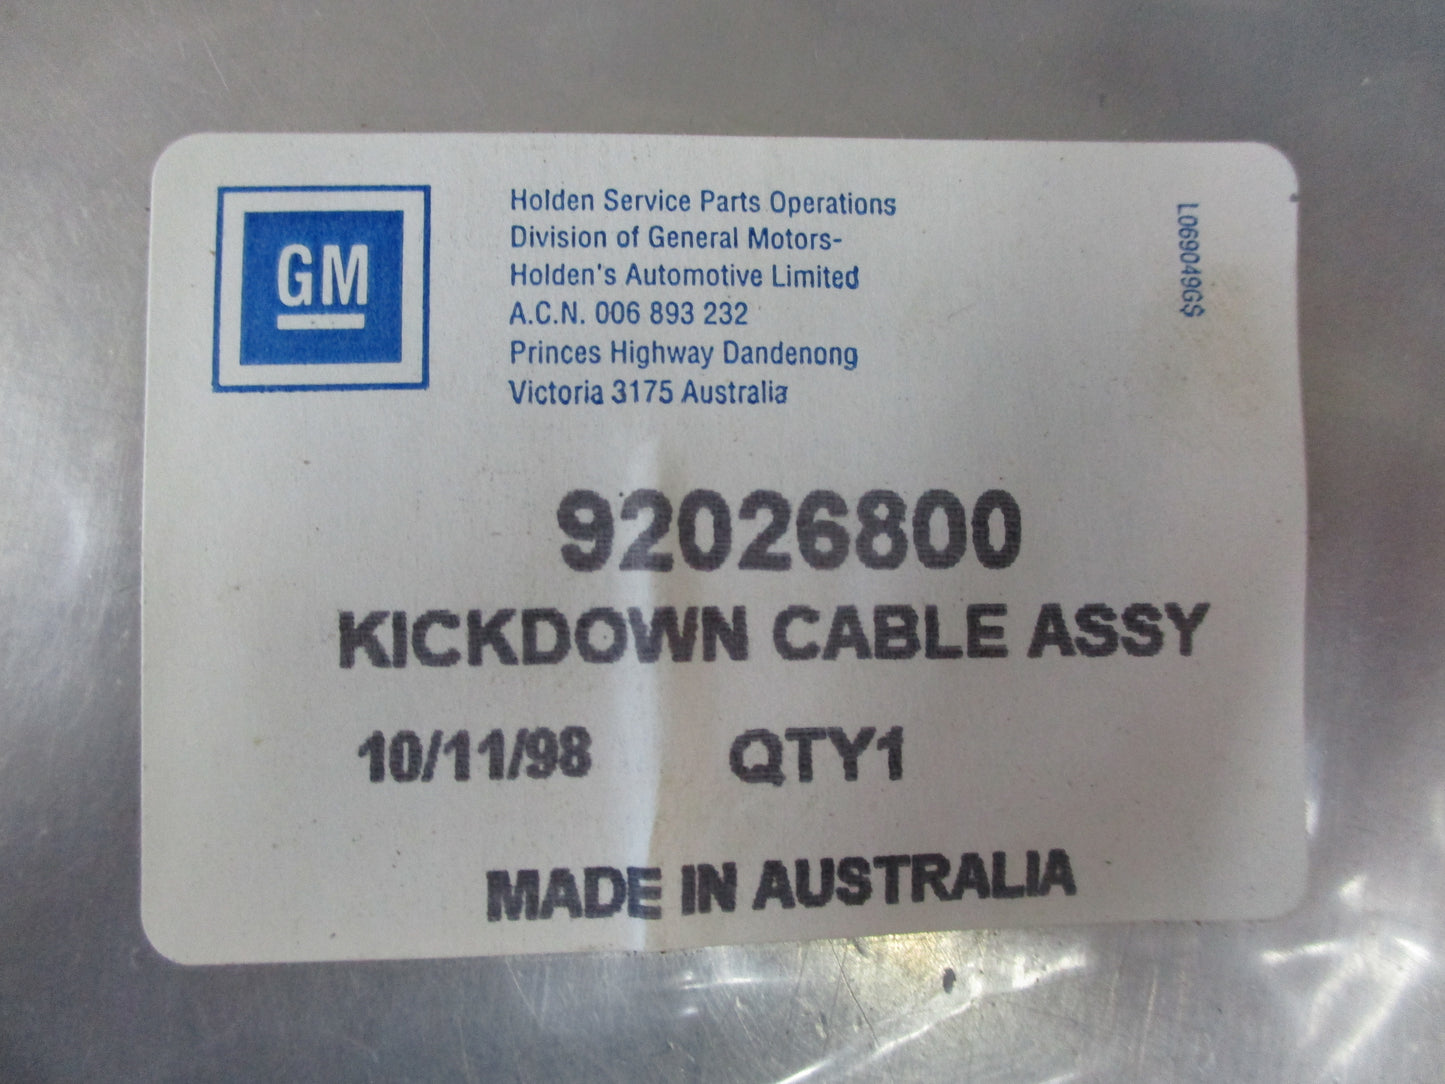 GM
Holden Service Parts Operations
Division of General Motors-
Holden's Automotive Limited
A.C.N. 006 893 232
Princes Highway Dandenong
Victoria 3175 Australia
L069049GS
92026800
KICKDOWN CABLE ASSY
10/11/98 QTY1
MADE IN AUSTRALIA